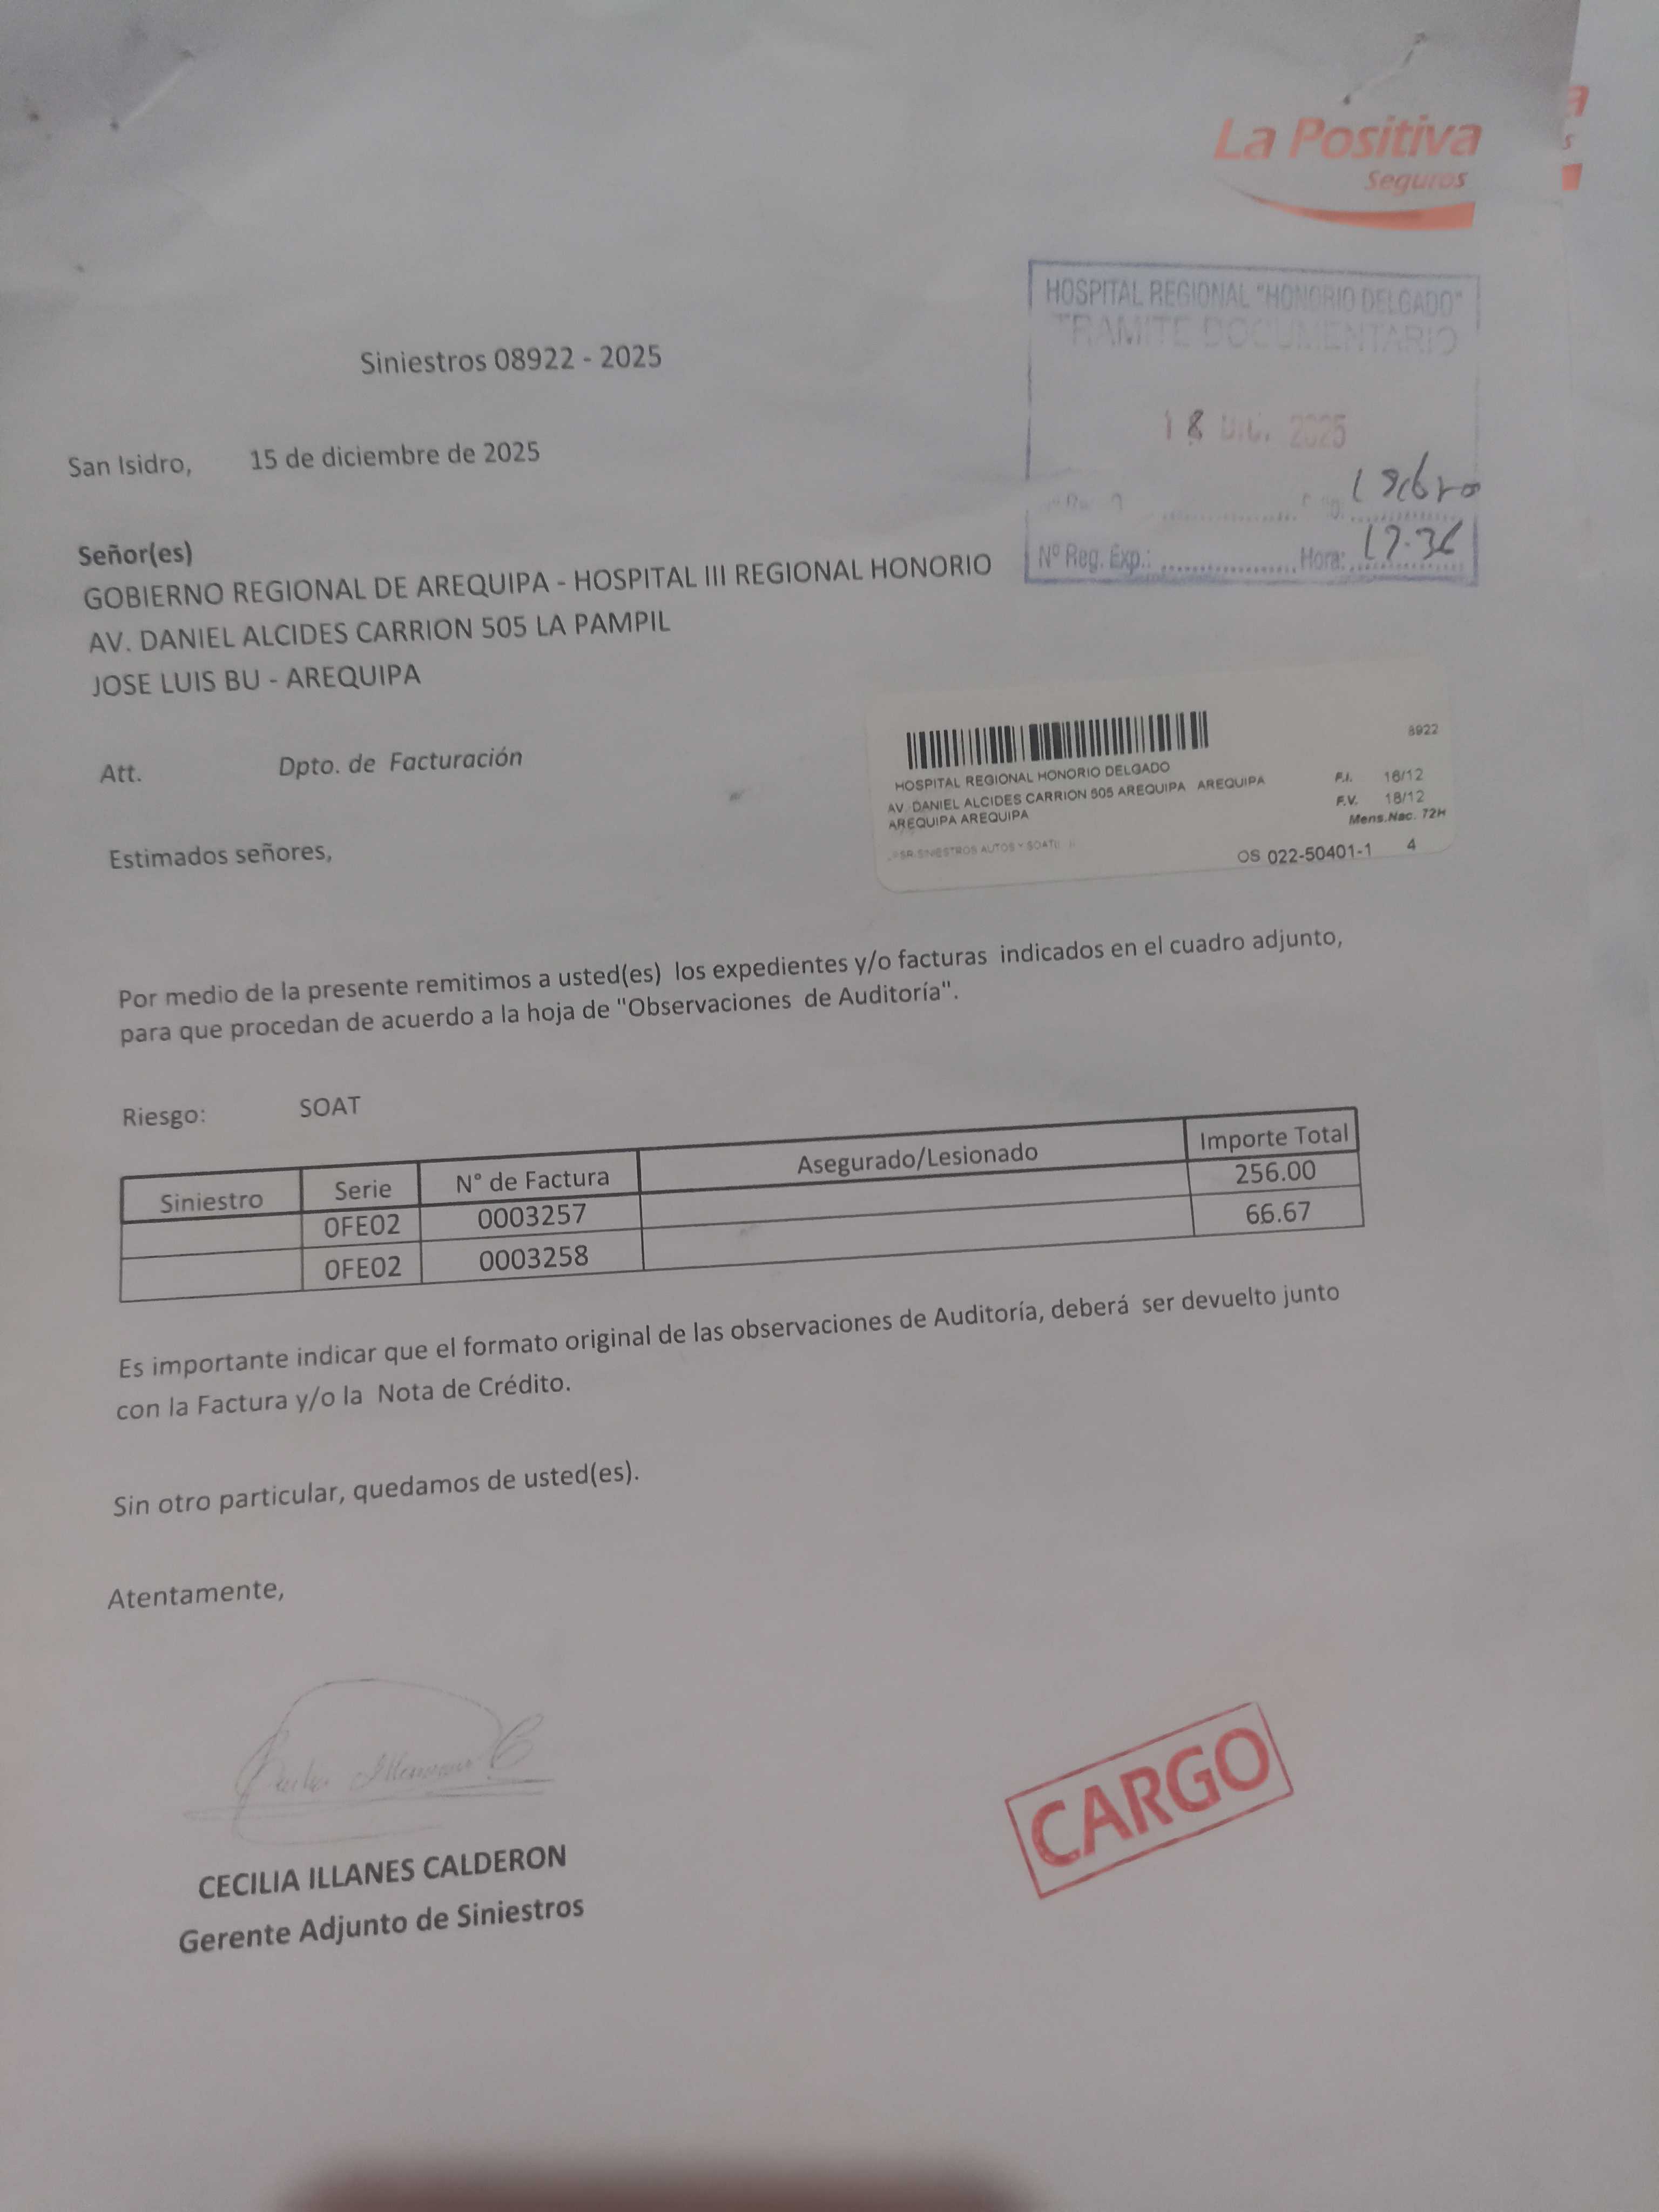 La Positiva
Seguros
HOSPITAL REGIONAL "HONORIO DELGADO"
TRAMITE DOCUMENTARIO
18 DIC. 2025
Nº Reg. Exp.: Hora: 17:36
Siniestros 08922 - 2025
San Isidro, 15 de diciembre de 2025
Señor(es)
GOBIERNO REGIONAL DE AREQUIPA - HOSPITAL III REGIONAL HONORIO
AV. DANIEL ALCIDES CARRION 505 LA PAMPIL
JOSE LUIS BU - AREQUIPA
8922
HOSPITAL REGIONAL HONORIO DELGADO
AV. DANIEL ALCIDES CARRION 505 AREQUIPA AREQUIPA
AREQUIPA AREQUIPA
F.I. 16/12
F.V. 18/12
Mens.Nac. 72H
SINIESTROS AUTOS Y SOAT
OS 022-50401-1 4
Att. Dpto. de Facturación
Estimados señores,
Por medio de la presente remitimos a usted(es) los expedientes y/o facturas indicados en el cuadro adjunto,
para que procedan de acuerdo a la hoja de "Observaciones de Auditoría".
Riesgo: SOAT
Siniestro Serie N° de Factura Asegurado/Lesionado Importe Total
0FE02 0003257 256.00
0FE02 0003258 66.67
Es importante indicar que el formato original de las observaciones de Auditoría, deberá ser devuelto junto
con la Factura y/o la Nota de Crédito.
Sin otro particular, quedamos de usted(es).
Atentamente,
CECILIA ILLANES CALDERON
Gerente Adjunto de Siniestros
CARGO